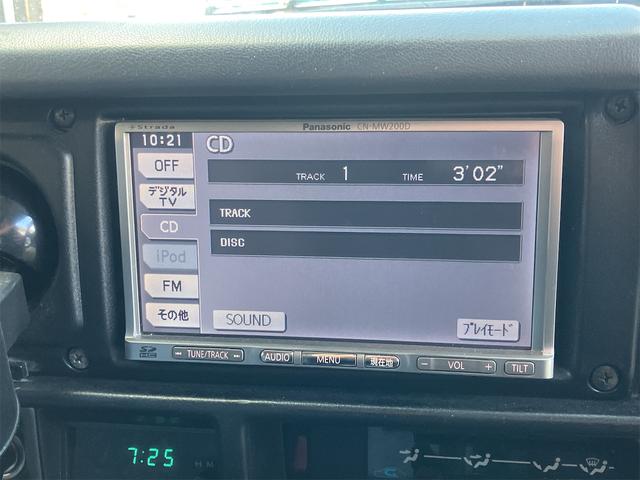 Strada
Panasonic CN-MW200D
10:21
CD
OFF
TRACK 1 TIME 3'02"
デジタル
TV
TRACK
CD
DISC
iPod
FM
その他
SOUND
プレイモード
SD
HC
TUNE/TRACK
AUDIO
MENU
現在地
− VOL +
TILT
7:25
H M